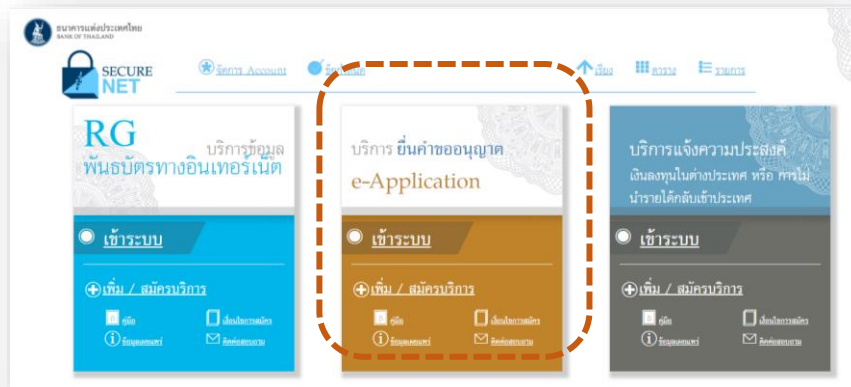 ธนาคารแห่งประเทศไทย
BANK OF THAILAND
SECURE
NET
จัดการ Account
เรียง
ตาราง
รายการ
RG
บริการข้อมูล
พันธบัตรทางอินเทอร์เน็ต
เข้าระบบ
เพิ่ม / สมัครบริการ
คู่มือ
เงื่อนไขการสมัคร
ข้อมูลเผยแพร่
ติดต่อสอบถาม
บริการ ยื่นคำขออนุญาต
e-Application
เข้าระบบ
เพิ่ม / สมัครบริการ
คู่มือ
เงื่อนไขการสมัคร
ข้อมูลเผยแพร่
ติดต่อสอบถาม
บริการแจ้งความประสงค์
เงินลงทุนในต่างประเทศ หรือ การไม่
นำรายได้กลับเข้าประเทศ
เข้าระบบ
เพิ่ม / สมัครบริการ
คู่มือ
เงื่อนไขการสมัคร
ข้อมูลเผยแพร่
ติดต่อสอบถาม